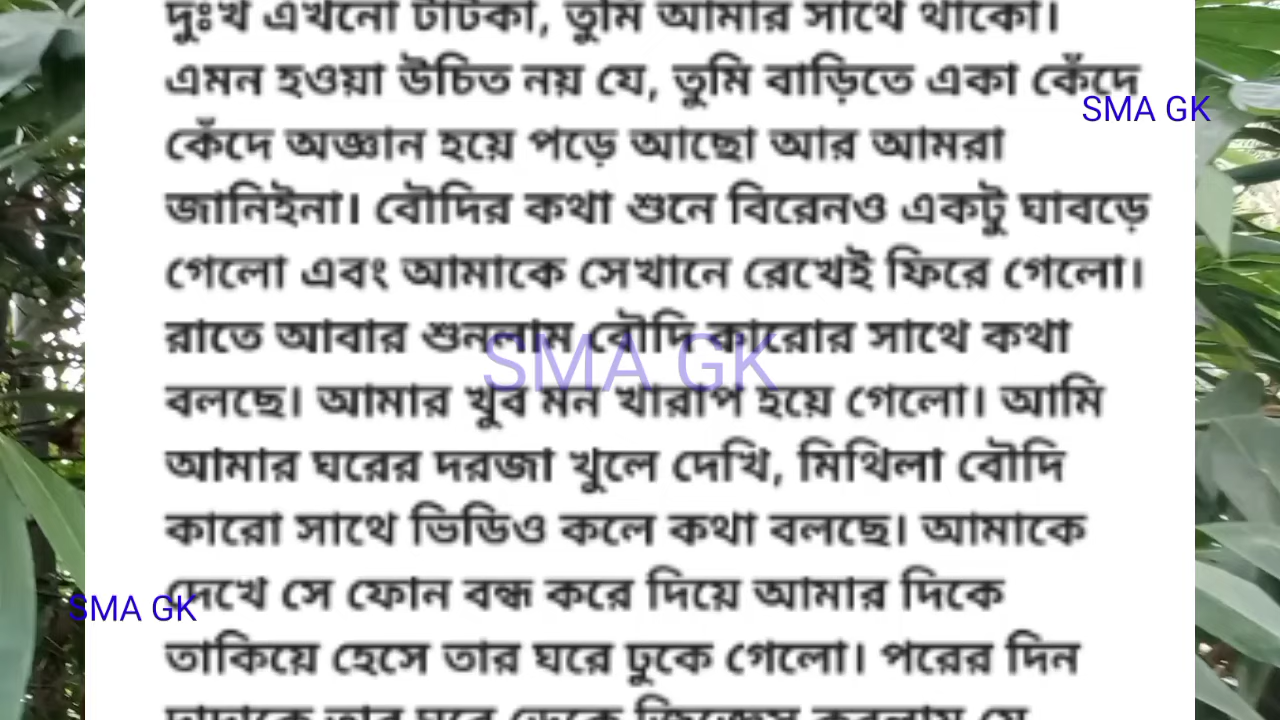 দুঃখ এখনো টাটকা, তুমি আমার সাথে থাকো।
এমন হওয়া উচিত নয় যে, তুমি বাড়িতে একা কেঁদে
SMA GK
কেঁদে অজ্ঞান হয়ে পড়ে আছো আর আমরা
জানিইনা। বৌদির কথা শুনে বিরেনও একটু ঘাবড়ে
গেলো এবং আমাকে সেখানে রেখেই ফিরে গেলো।
রাতে আবার শুনলাম বৌদি কারোর সাথে কথা
SMA GK
বলছে। আমার খুব মন খারাপ হয়ে গেলো। আমি
আমার ঘরের দরজা খুলে দেখি, মিথিলা বৌদি
কারো সাথে ভিডিও কলে কথা বলছে। আমাকে
দেখে সে ফোন বন্ধ করে দিয়ে আমার দিকে
SMA GK
তাকিয়ে হেসে তার ঘরে ঢুকে গেলো। পরের দিন